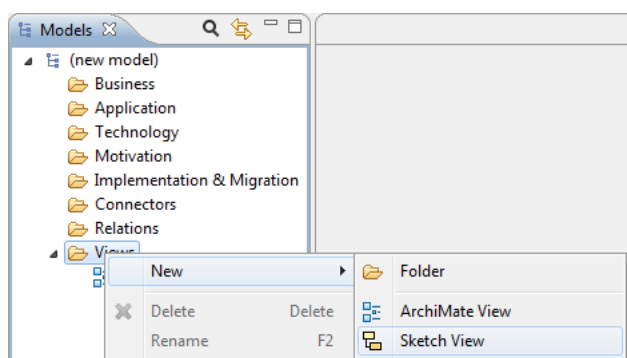 Models
(new model)
Business
Application
Technology
Motivation
Implementation & Migration
Connectors
Relations
Views
New
Folder
Delete Delete
ArchiMate View
Rename F2
Sketch View